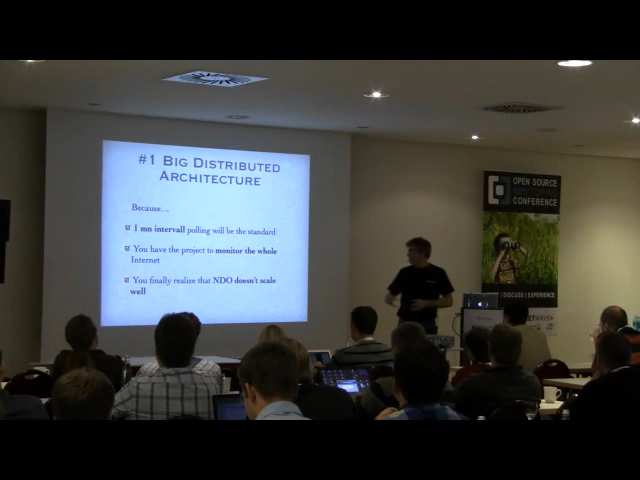 #1 Big Distributed
Architecture
Because...
1 mn intervall polling will be the standard
You have the project to monitor the whole
Internet
You finally realize that NDO doesn't scale
well
OPEN SOURCE
MONITORING
CONFERENCE
| DISCUSS | EXPERIENCE